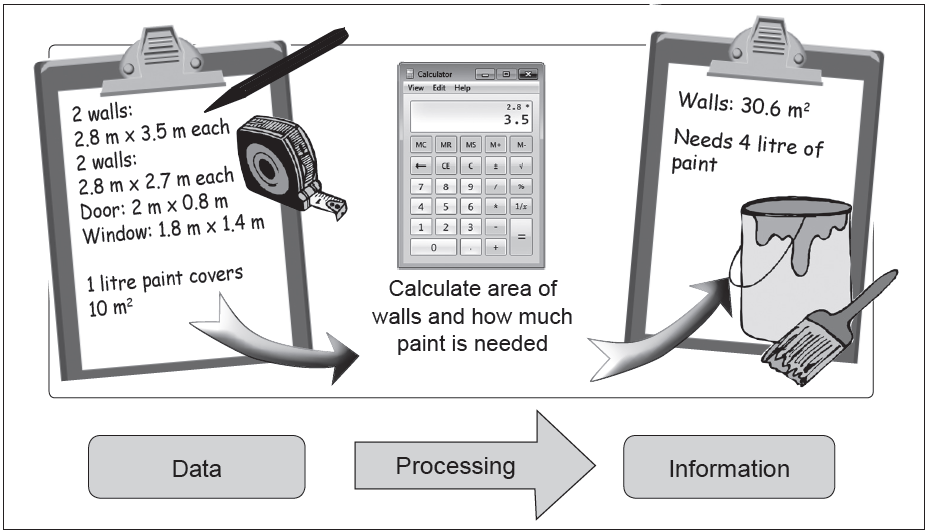 2 walls:
2.8 m x 3.5 m each
2 walls:
2.8 m x 2.7 m each
Door: 2 m x 0.8 m
Window: 1.8 m x 1.4 m
1 litre paint covers
10 m²
Calculator
View Edit Help
2.8 *
3.5
MC MR MS M+ M-
← CE C ± √
7 8 9 / %
4 5 6 * 1/x
1 2 3 - =
0 . +
Calculate area of
walls and how much
paint is needed
Walls: 30.6 m²
Needs 4 litre of
paint
Data
Processing
Information